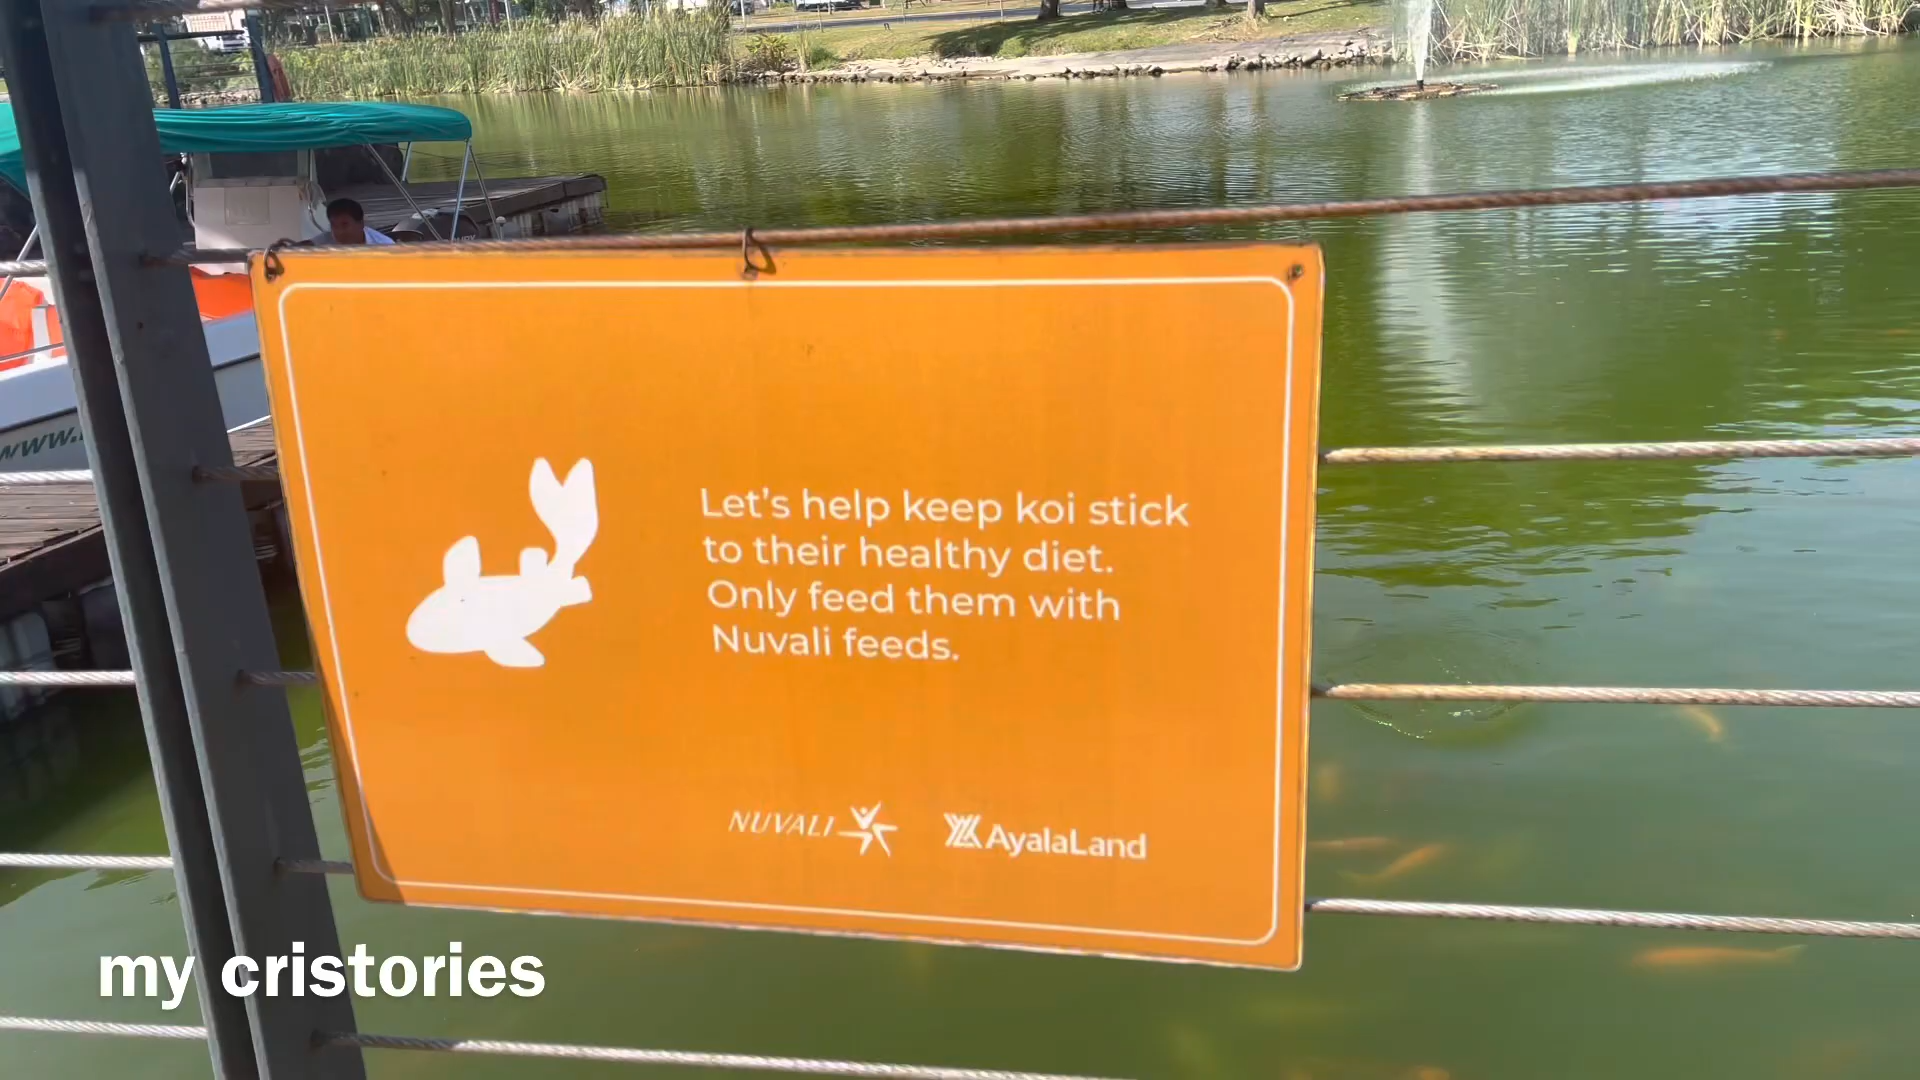 www.
Let's help keep koi stick
to their healthy diet.
Only feed them with
Nuvali feeds.
NUVALI AyalaLand
my cristories